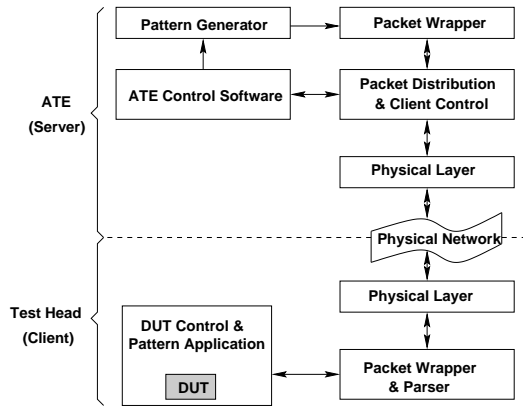 Pattern Generator
Packet Wrapper
ATE Control Software
Packet Distribution
& Client Control
ATE
(Server)
Physical Layer
Physical Network
Physical Layer
Test Head
(Client)
DUT Control &
Pattern Application
DUT
Packet Wrapper
& Parser